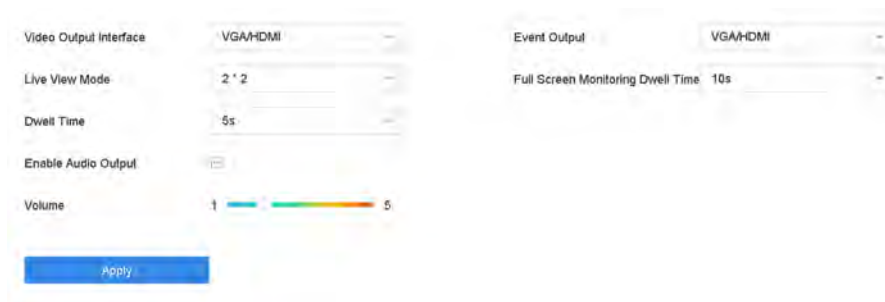 Video Output Interface VGA/HDMI Event Output VGA/HDMI
Live View Mode 2 * 2 Full Screen Monitoring Dwell Time 10s
Dwell Time 5s
Enable Audio Output
Volume 1 5
Apply